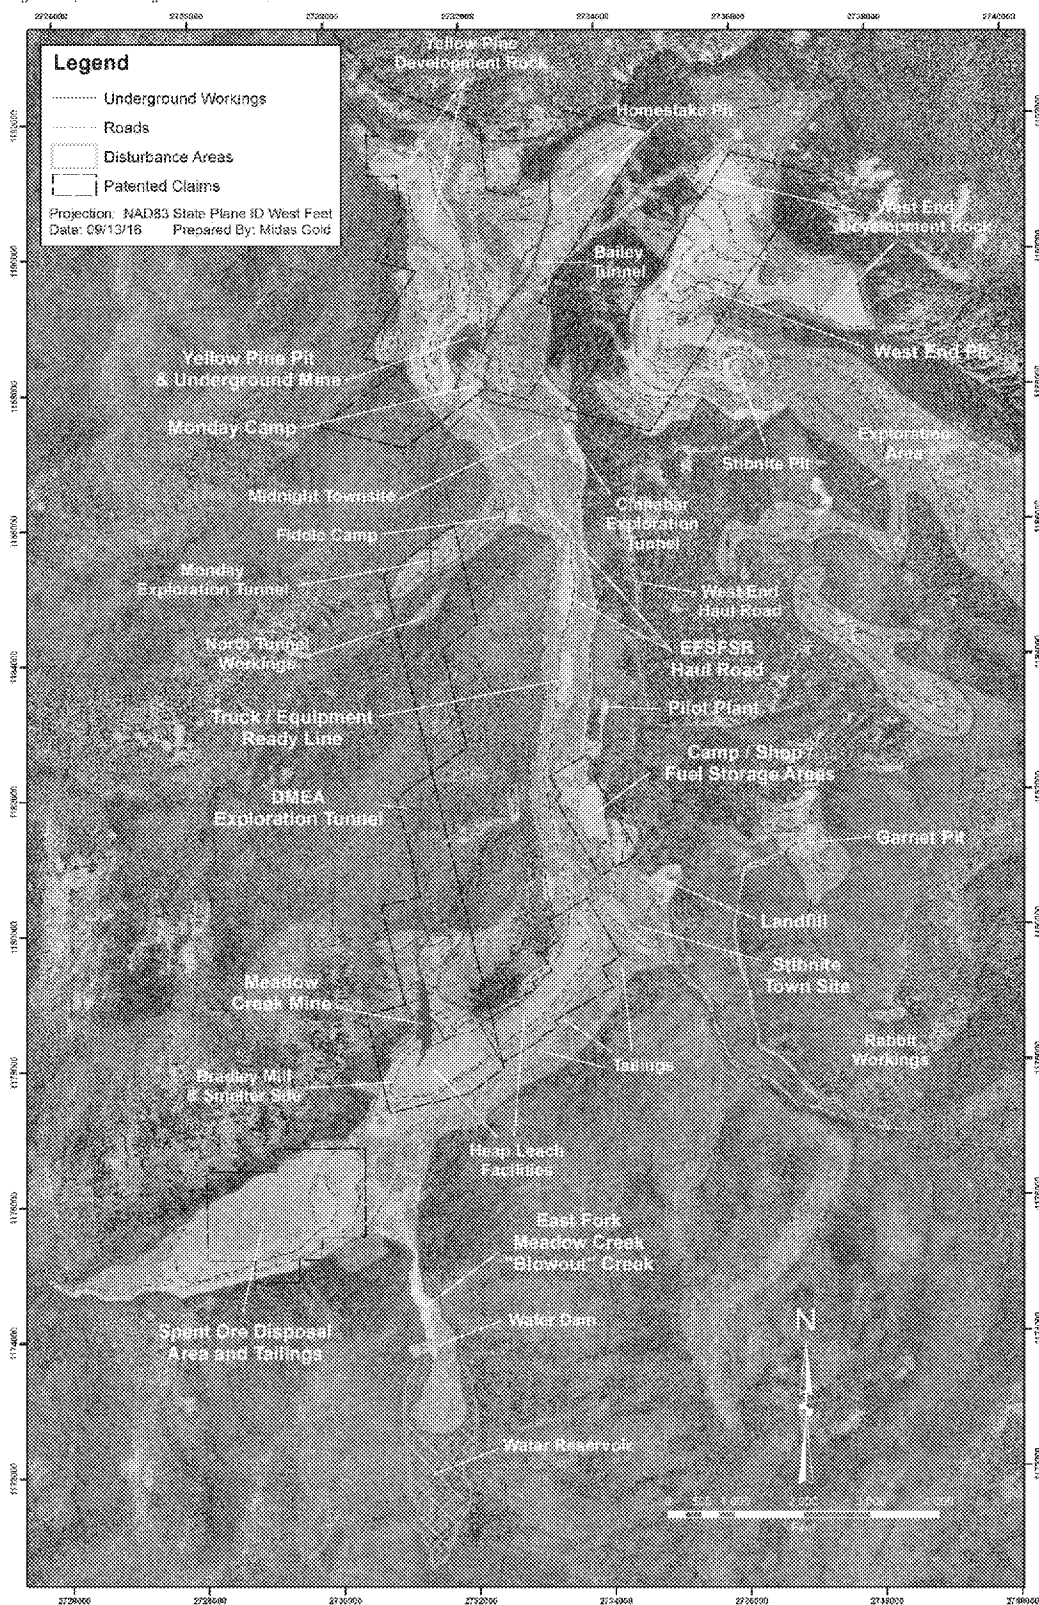 Legend
Underground Workings
Roads
Disturbance Areas
Patented Claims
Projection: NAD83 State Plane ID West Feet
Date: 09/13/16 Prepared By: Midas Gold
Yellow Pine
Development Rock
Homestake Pit
West End
Development Rock
Bailey
Tunnel
Yellow Pine Pit
& Underground Mine
West End Pit
Monday Camp
Exploration
Area
Stibnite Pit
Midnight Townsite
Cinnabar
Exploration
Tunnel
Fiddle Camp
Monday
Exploration Tunnel
West End
Haul Road
North Tunnel
Workings
EFSFSR
Haul Road
Truck / Equipment
Ready Line
Pilot Plant
Camp / Shop /
Fuel Storage Areas
DMEA
Exploration Tunnel
Garnet Pit
Landfill
Stibnite
Town Site
Meadow
Creek Mine
Rabbit
Workings
Tailings
Bradley Mill
& Smelter Site
Heap Leach
Facilities
East Fork
Meadow Creek
"Blowout" Creek
Water Dam
Spent Ore Disposal
Area and Tailings
N
Water Reservoir